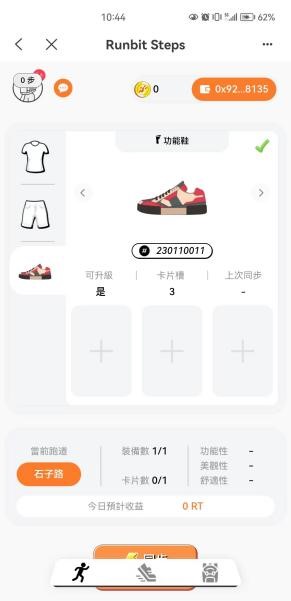 10:44
62%
Runbit Steps
0 步
0
0x92...8135
功能鞋
# 230110011
可升級
卡片槽
上次同步
是
3
-
當前跑道
裝備數 1/1
功能性 -
美觀性 -
石子路
卡片數 0/1
舒適性 -
今日預計收益
0 RT
同步